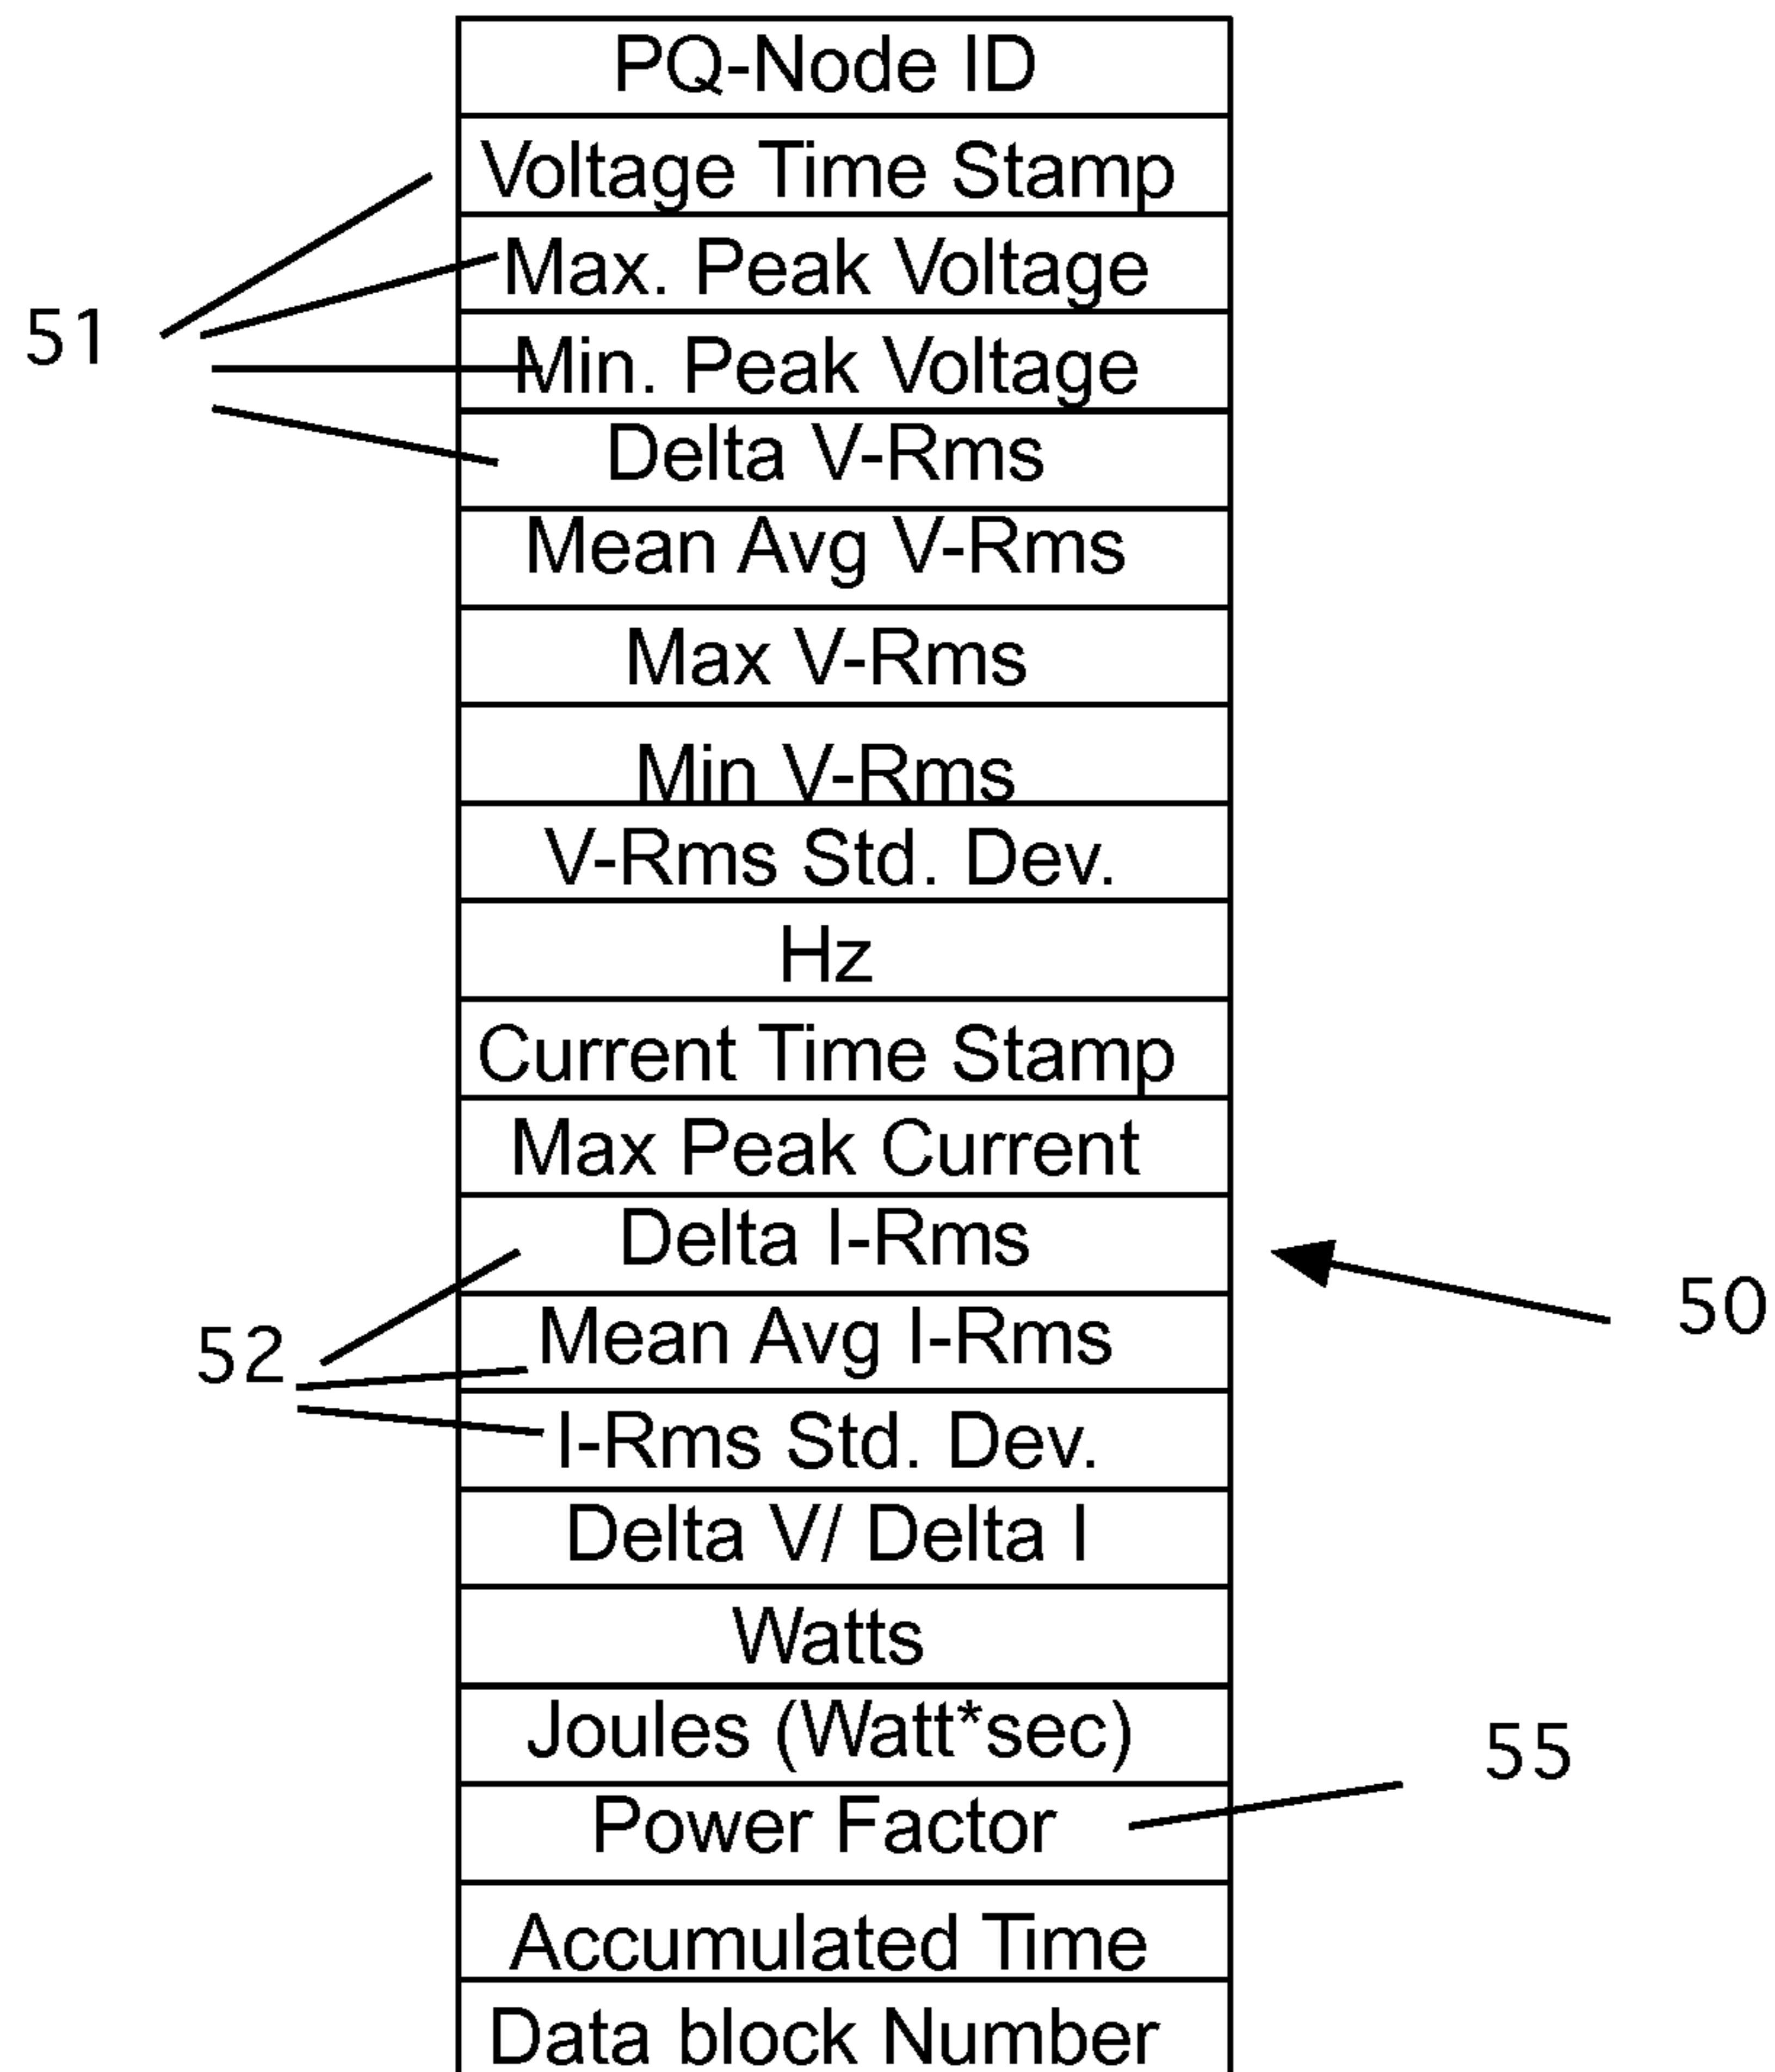 PQ-Node ID
Voltage Time Stamp
Max. Peak Voltage
51
Min. Peak Voltage
Delta V-Rms
Mean Avg V-Rms
Max V-Rms
Min V-Rms
V-Rms Std. Dev.
Hz
Current Time Stamp
Max Peak Current
Delta I-Rms
50
Mean Avg I-Rms
52
I-Rms Std. Dev.
Delta V/ Delta I
Watts
Joules (Watt*sec)
55
Power Factor
Accumulated Time
Data block Number